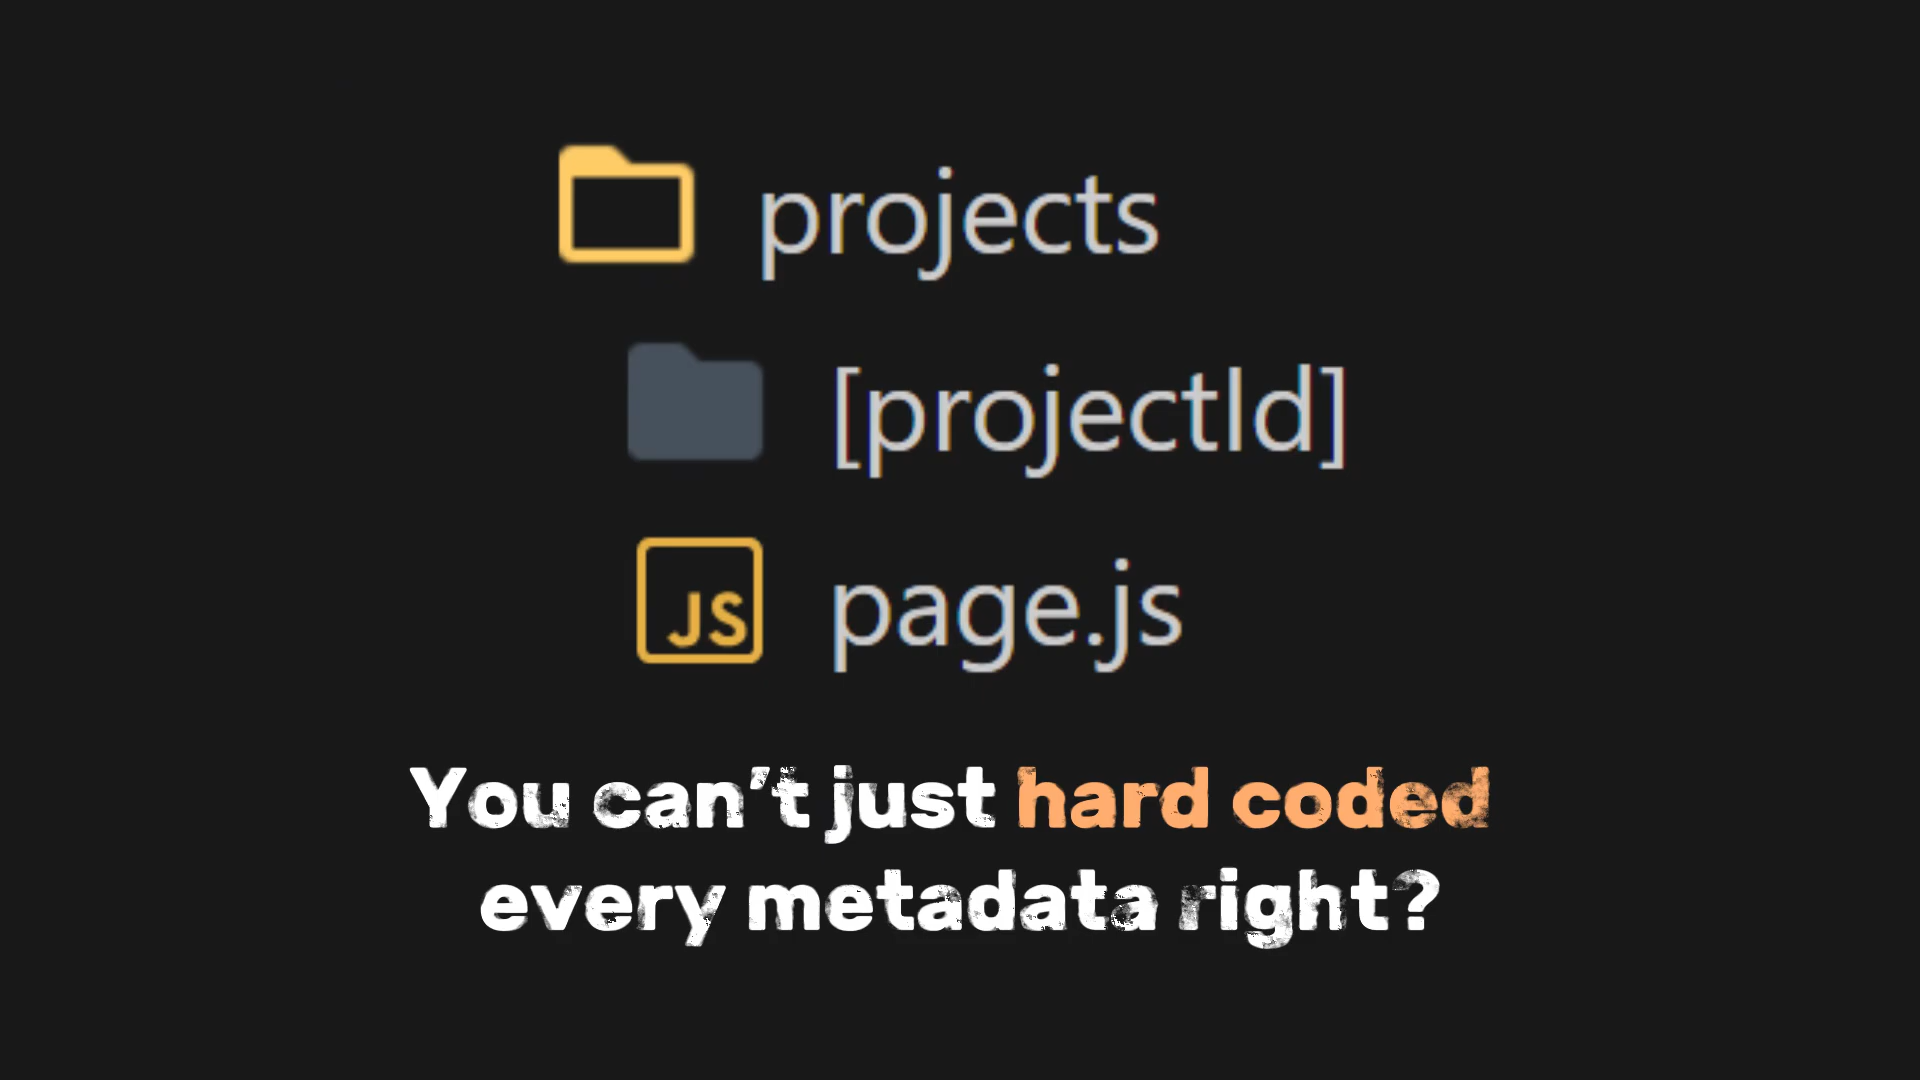 projects
[projectId]
JS page.js
You can't just hard coded
every metadata right?